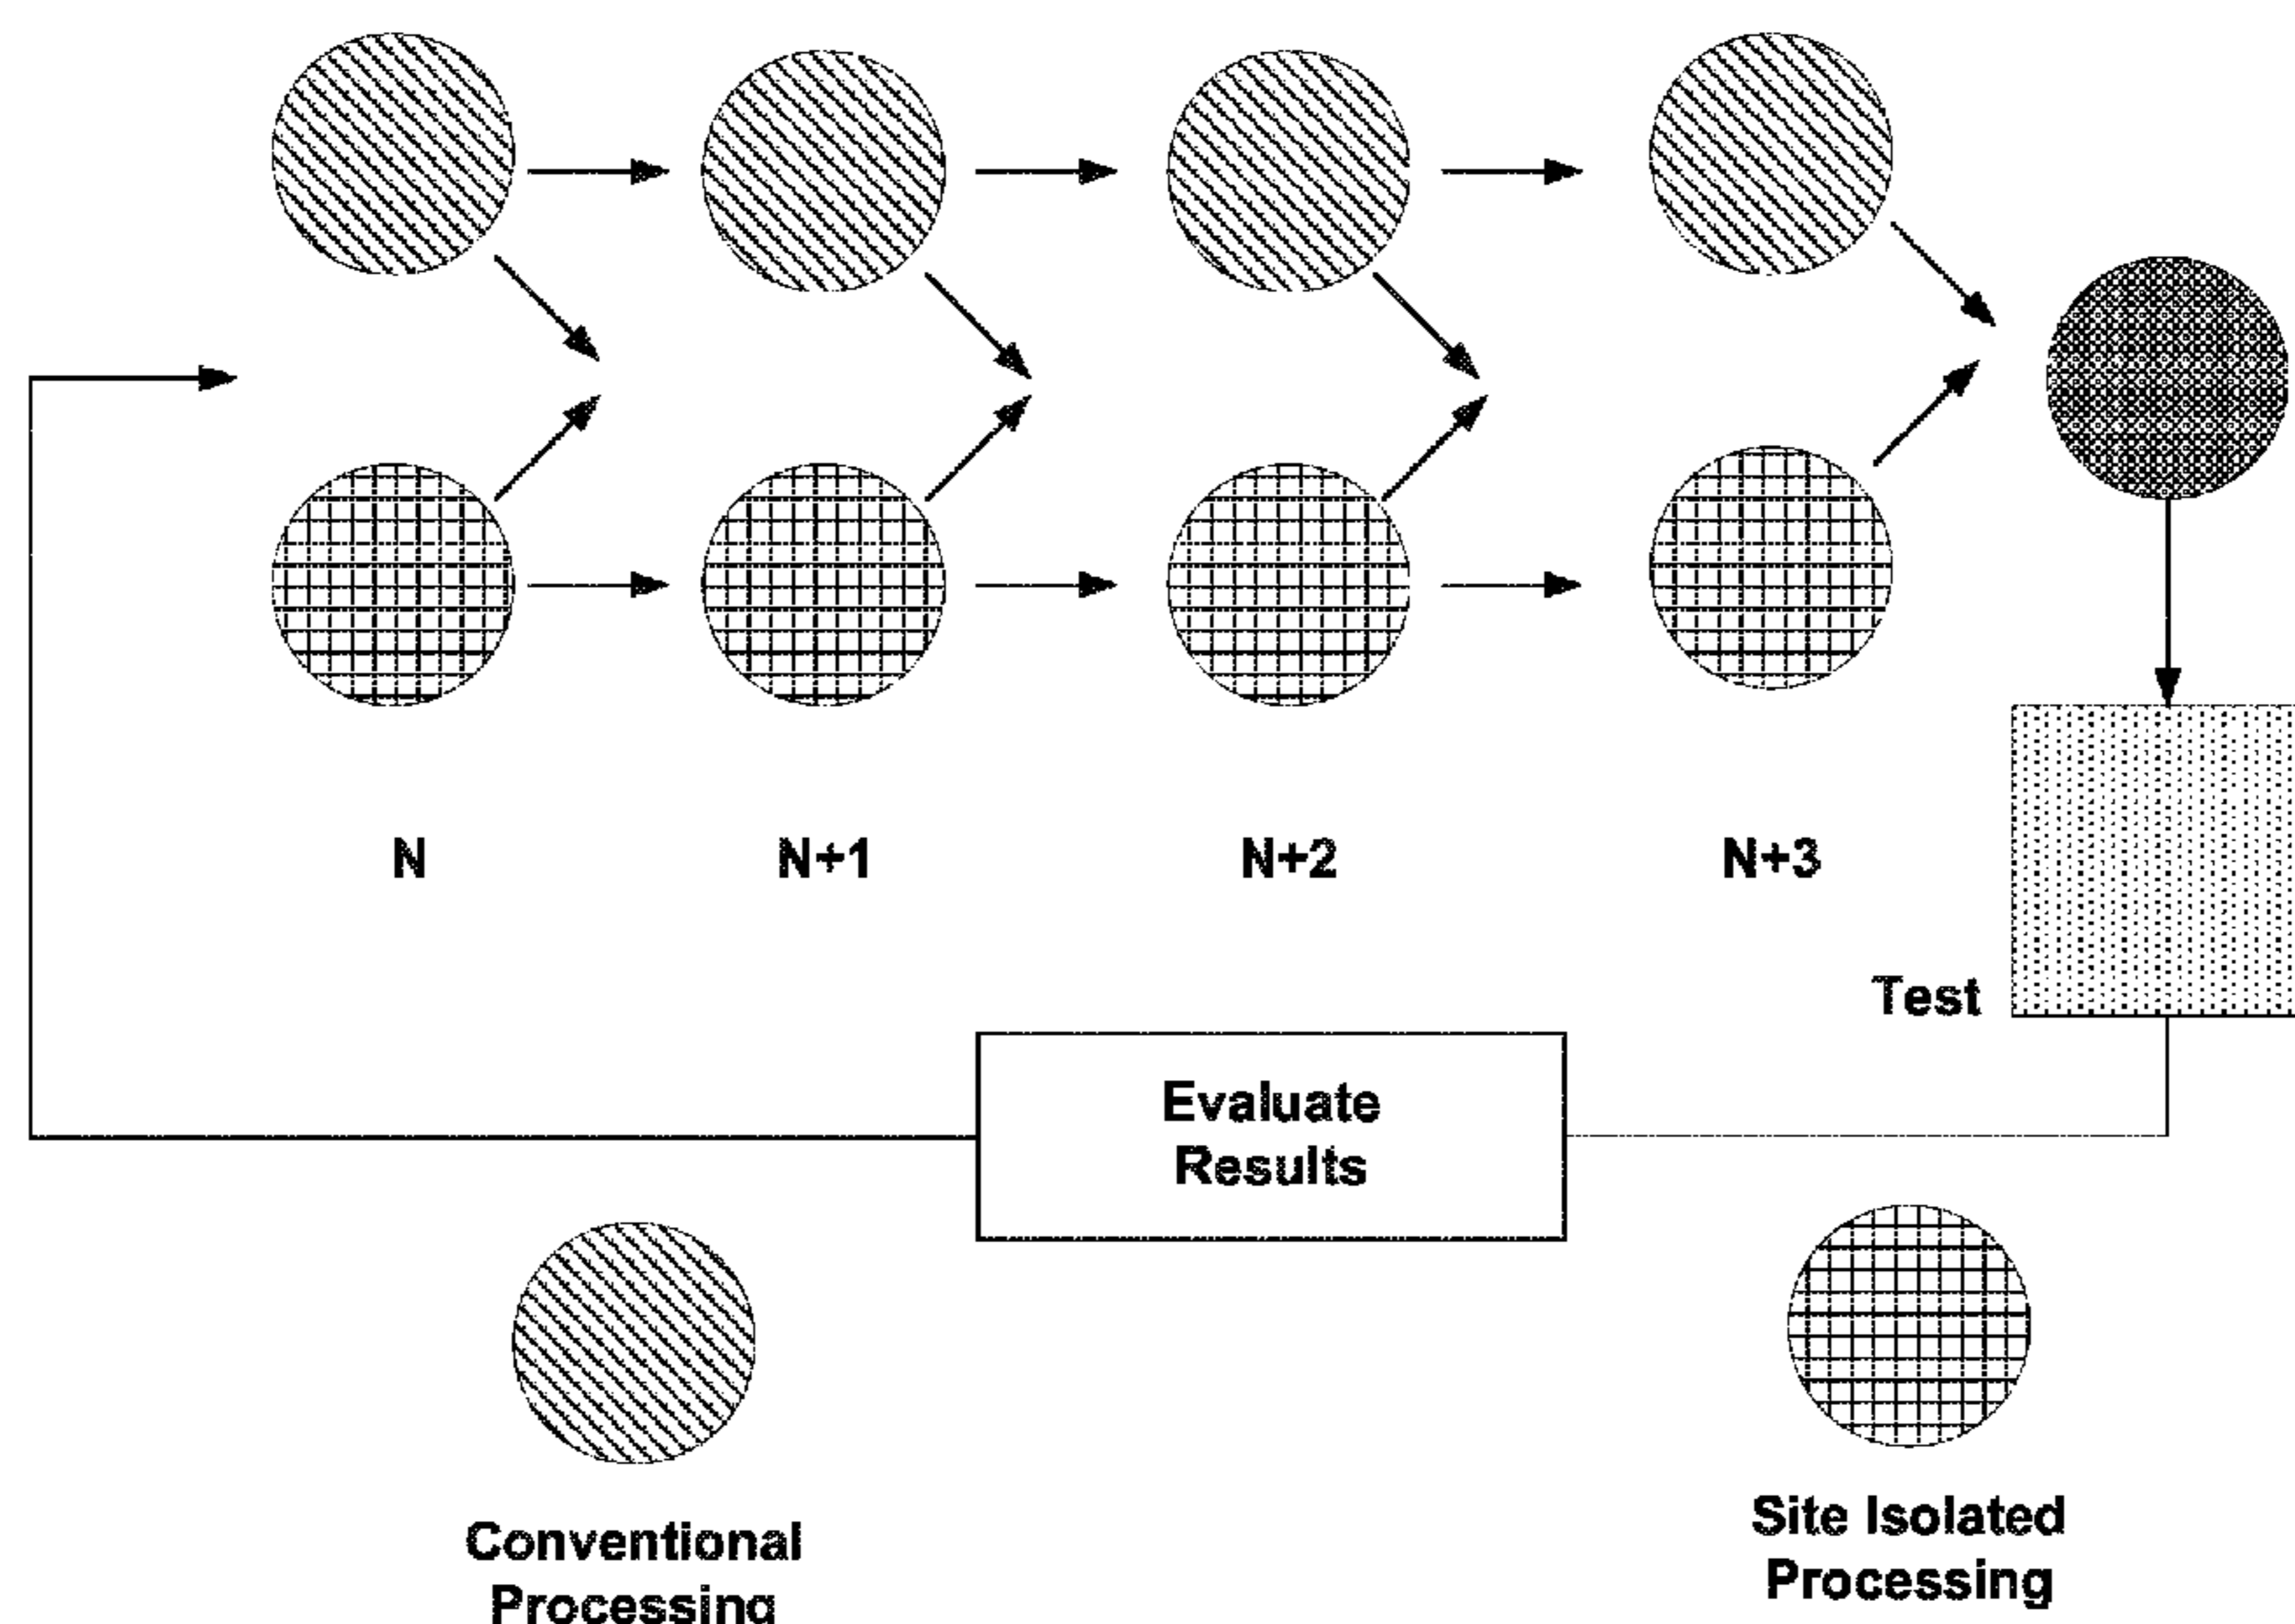 N
N+1
N+2
N+3
Test
Evaluate
Results
Conventional
Processing
Site Isolated
Processing